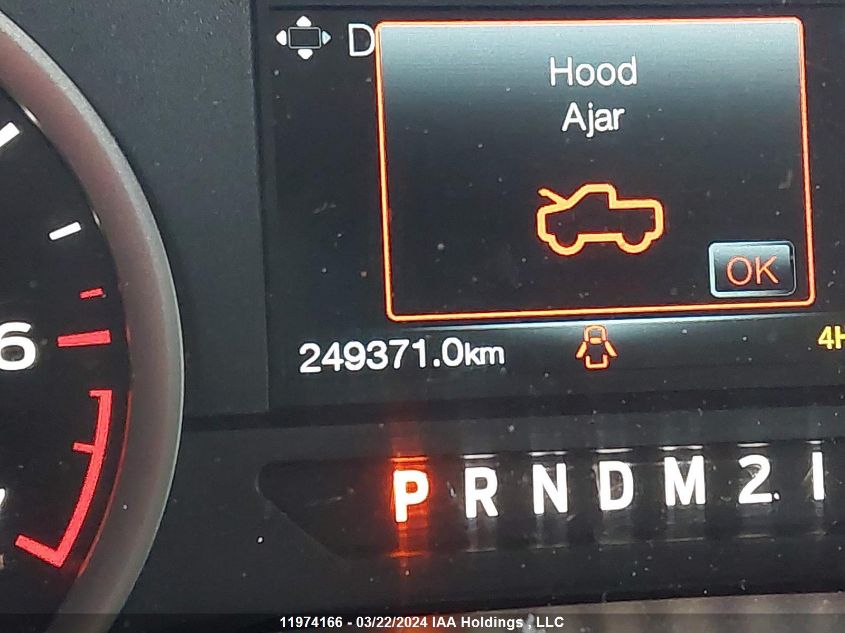 D
Hood
Ajar
OK
6
249371.0km
4H
P R N D M 2 1
11974166 - 03/22/2024 IAA Holdings , LLC